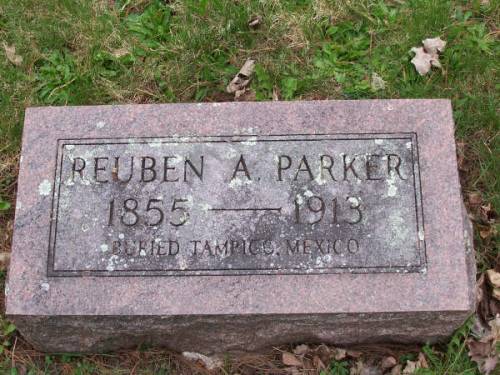 REUBEN A. PARKER
1855 — 1913
BURIED TAMPICO, MEXICO